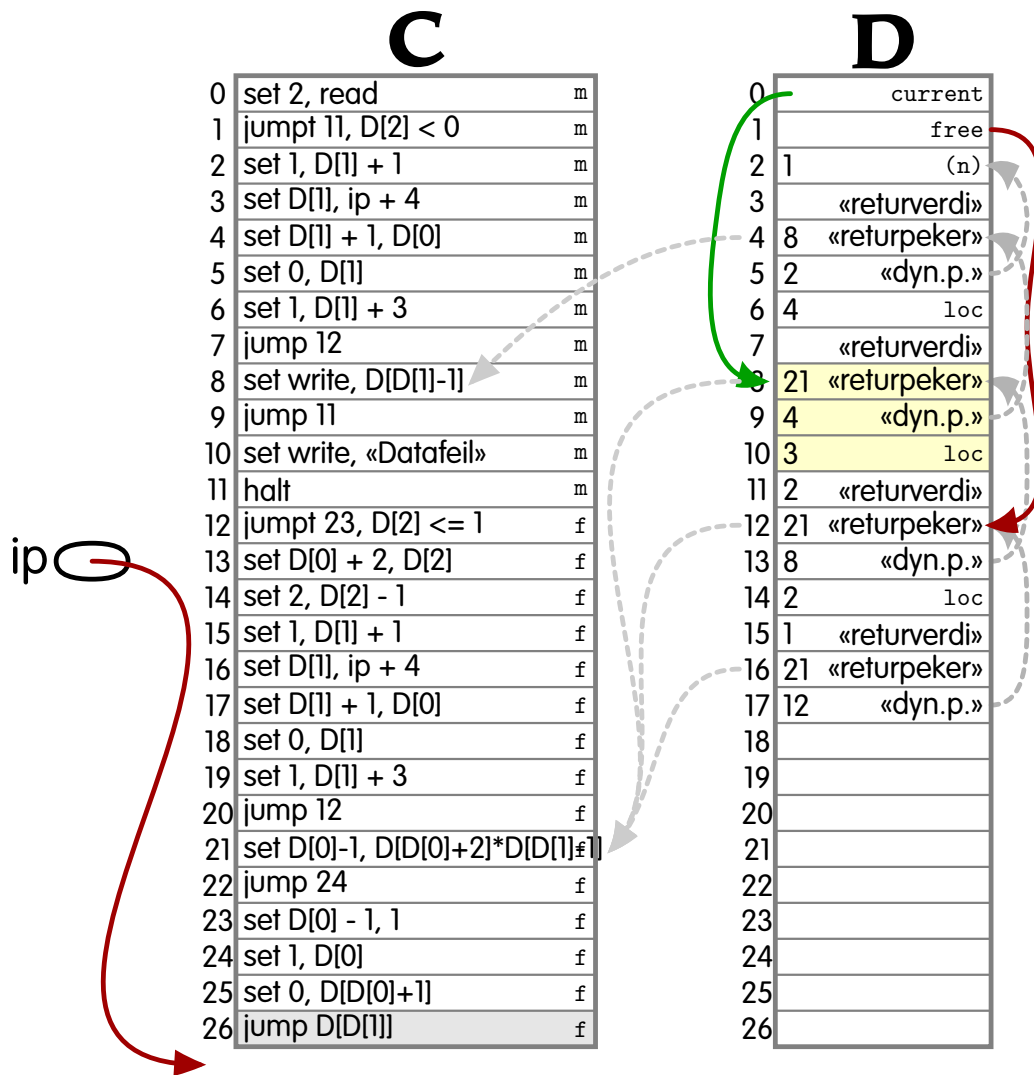 C
D
0 set 2, read m
1 jumpt 11, D[2] < 0 m
2 set 1, D[1] + 1 m
3 set D[1], ip + 4 m
4 set D[1] + 1, D[0] m
5 set 0, D[1] m
6 set 1, D[1] + 3 m
7 jump 12 m
8 set write, D[D[1]-1] m
9 jump 11 m
10 set write, «Datafeil» m
11 halt m
12 jumpt 23, D[2] <= 1 f
13 set D[0] + 2, D[2] f
14 set 2, D[2] - 1 f
15 set 1, D[1] + 1 f
16 set D[1], ip + 4 f
17 set D[1] + 1, D[0] f
18 set 0, D[1] f
19 set 1, D[1] + 3 f
20 jump 12 f
21 set D[0]-1, D[D[0]+2]*D[D[1]+1] f
22 jump 24 f
23 set D[0] - 1, 1 f
24 set 1, D[0] f
25 set 0, D[D[0]+1] f
26 jump D[D[1]] f
ip
0 current
1 free
2 1 (n)
3 «returverdi»
4 8 «returpeker»
5 2 «dyn.p.»
6 4 loc
7 «returverdi»
8 21 «returpeker»
9 4 «dyn.p.»
10 3 loc
11 2 «returverdi»
12 21 «returpeker»
13 8 «dyn.p.»
14 2 loc
15 1 «returverdi»
16 21 «returpeker»
17 12 «dyn.p.»
18
19
20
21
22
23
24
25
26